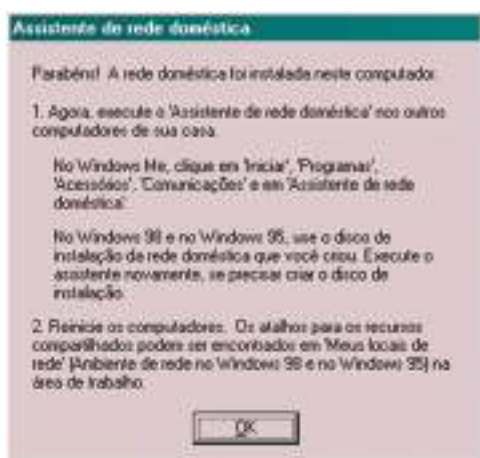 Assistente de rede doméstica
Parabéns! A rede doméstica foi instalada neste computador.
1. Agora, execute o 'Assistente de rede doméstica' nos outros
computadores de sua casa.
No Windows Me, clique em 'Iniciar', 'Programas',
'Acessórios', 'Comunicações' e em 'Assistente de rede
doméstica'
No Windows 98 e no Windows 95, use o disco de
instalação da rede doméstica que você criou. Execute o
assistente novamente, se precisar criar o disco de
instalação.
2. Reinicie os computadores. Os atalhos para os recursos
compartilhados podem ser encontrados em 'Meus locais de
rede' (Ambiente de rede no Windows 98 e no Windows 95) na
área de trabalho.
OK